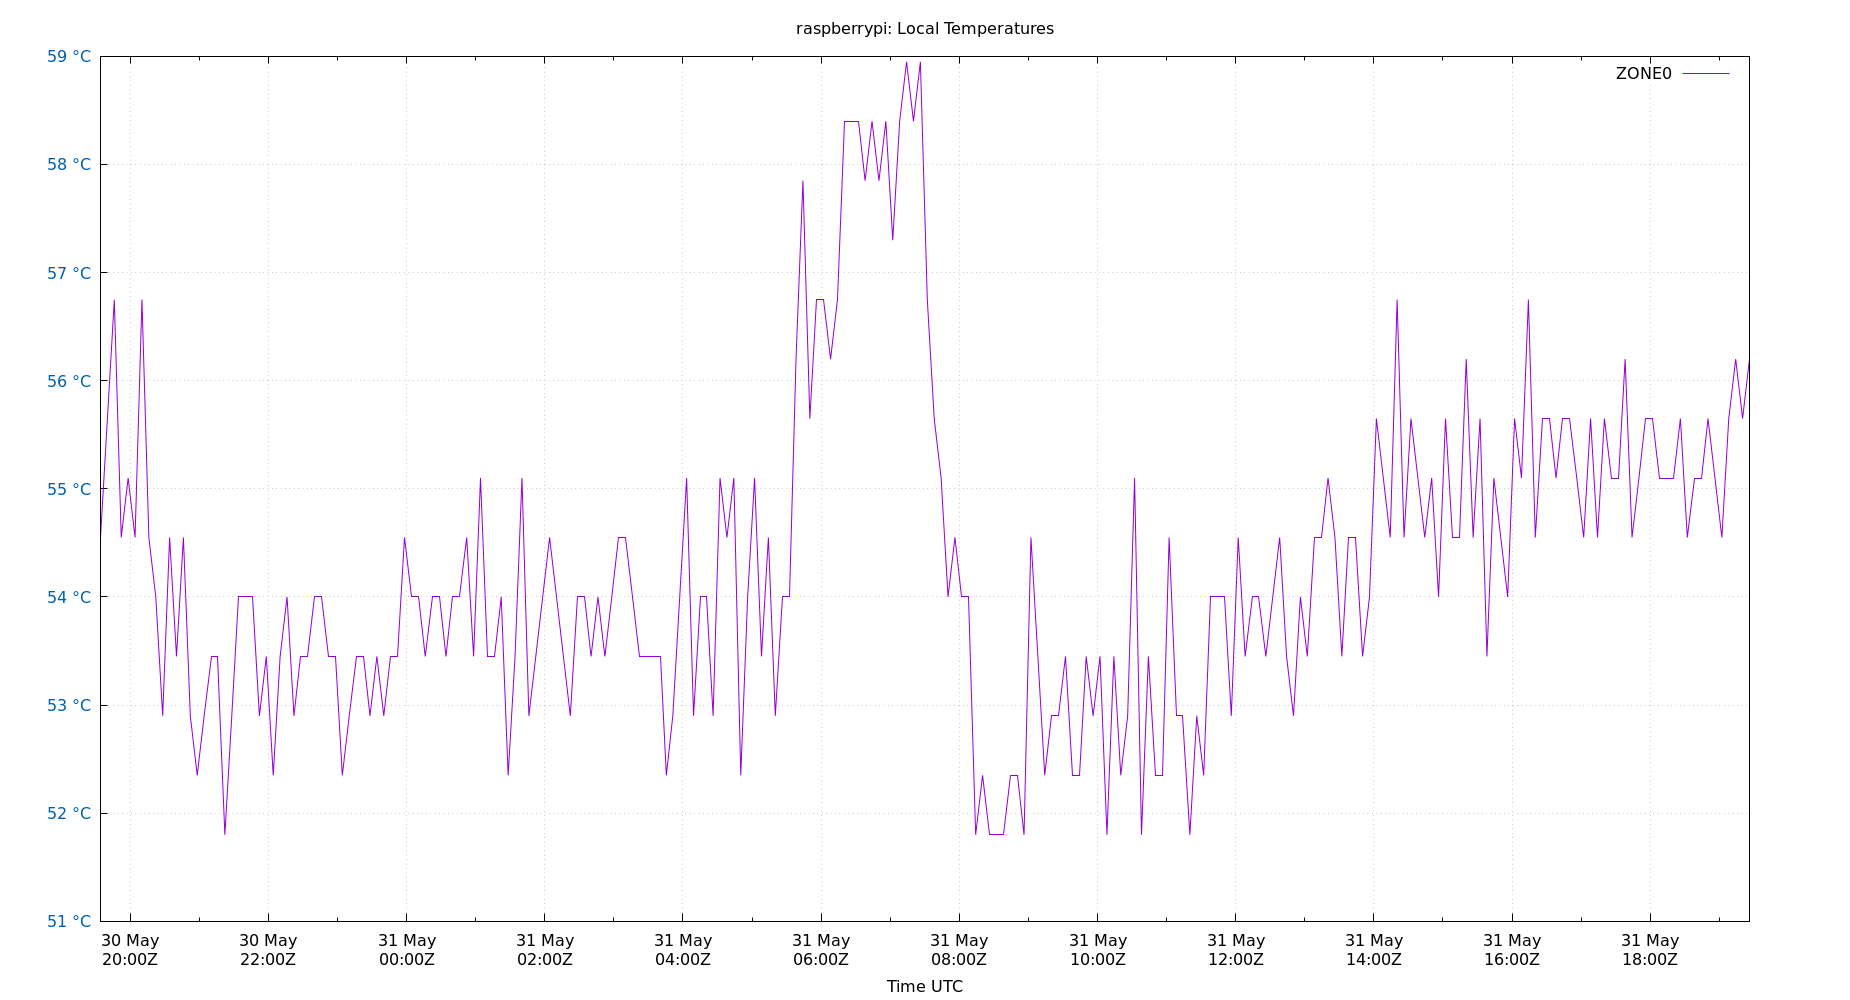 raspberrypi: Local Temperatures
ZONE0
59 °C
58 °C
57 °C
56 °C
55 °C
54 °C
53 °C
52 °C
51 °C
30 May 30 May 31 May 31 May 31 May 31 May 31 May 31 May 31 May 31 May 31 May 31 May
20:00Z 22:00Z 00:00Z 02:00Z 04:00Z 06:00Z 08:00Z 10:00Z 12:00Z 14:00Z 16:00Z 18:00Z
Time UTC